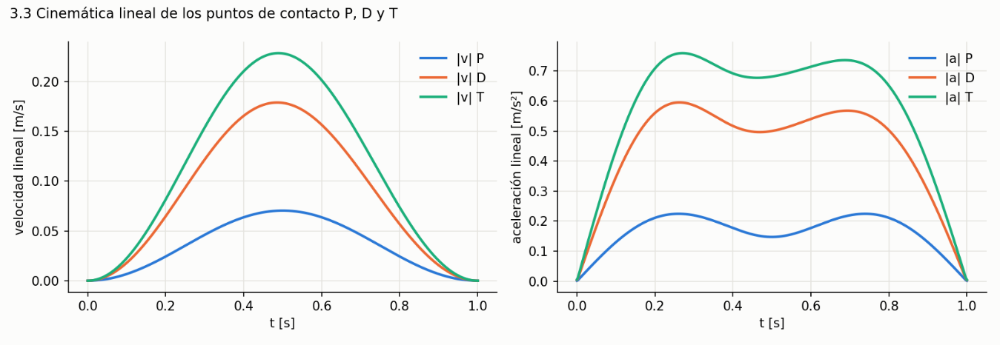 3.3 Cinemática lineal de los puntos de contacto P, D y T
velocidad lineal [m/s]
0.20
0.15
0.10
0.05
0.00
0.0 0.2 0.4 0.6 0.8 1.0
t [s]
|v| P
|v| D
|v| T
aceleración lineal [m/s²]
0.7
0.6
0.5
0.4
0.3
0.2
0.1
0.0
0.0 0.2 0.4 0.6 0.8 1.0
t [s]
|a| P
|a| D
|a| T